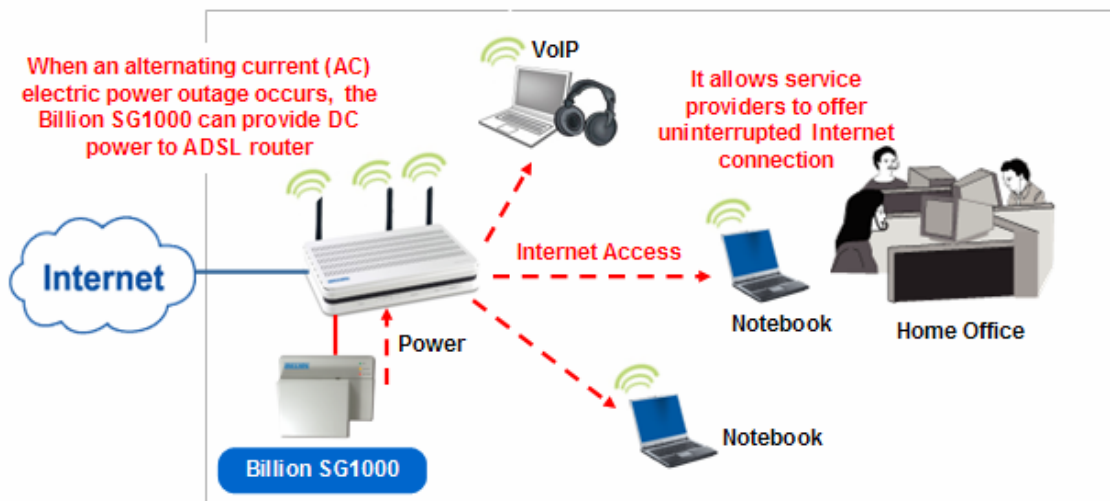 When an alternating current (AC)
electric power outage occurs, the
Billion SG1000 can provide DC
power to ADSL router
VoIP
It allows service
providers to offer
uninterrupted Internet
connection
Internet
Internet Access
Power
Notebook
Home Office
Notebook
Billion SG1000